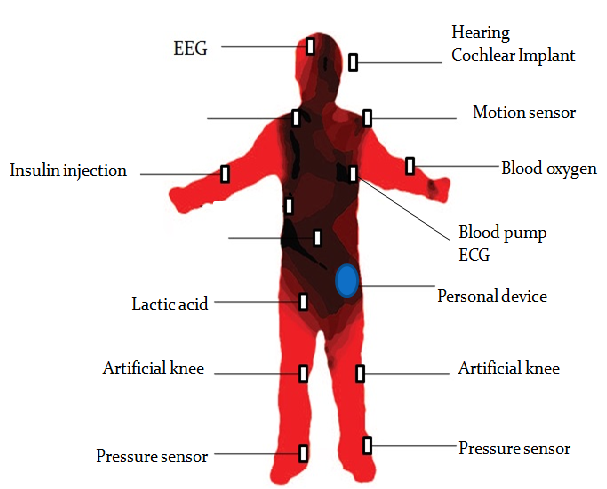 EEG
Hearing
Cochlear Implant
Motion sensor
Insulin injection
Blood oxygen
Blood pump
ECG
Lactic acid
Personal device
Artificial knee
Artificial knee
Pressure sensor
Pressure sensor